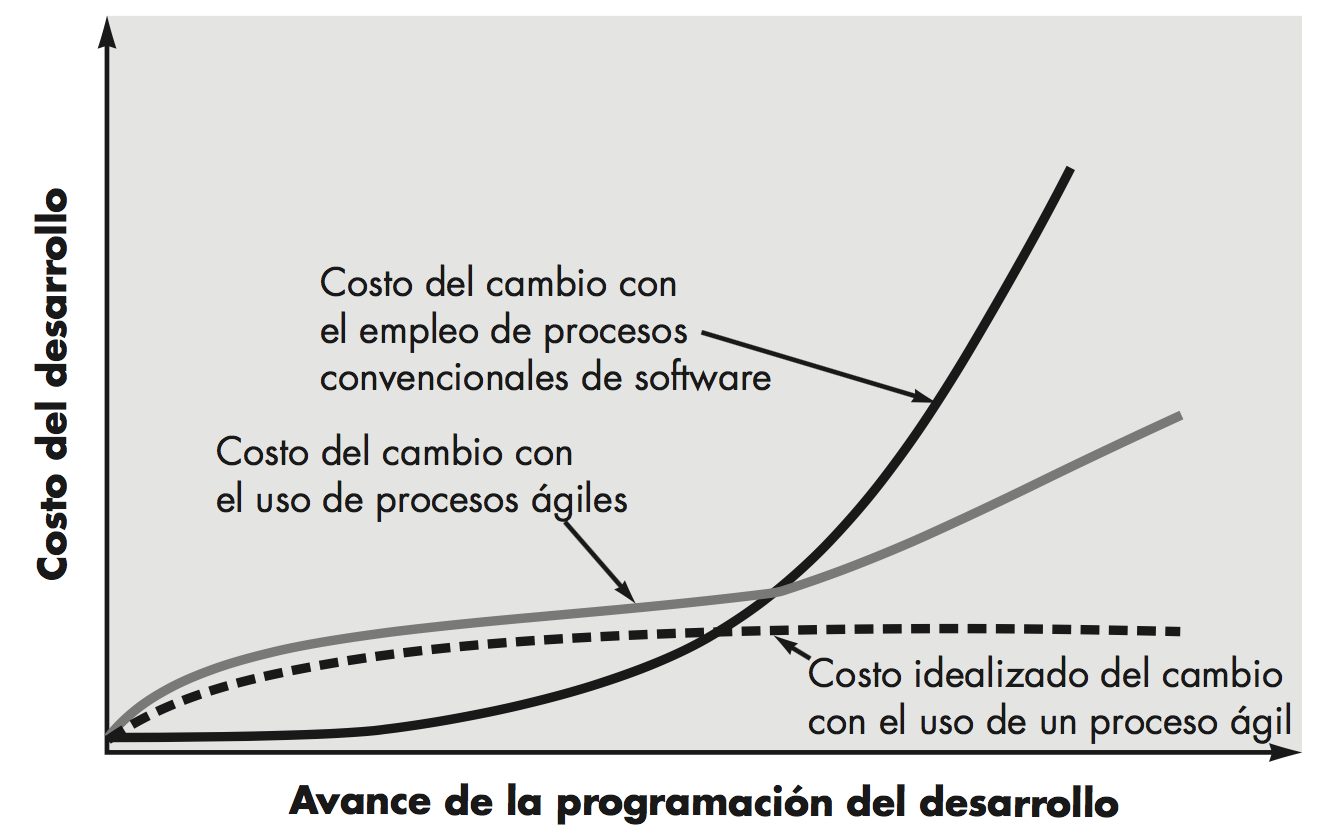 Costo del desarrollo
Costo del cambio con
el empleo de procesos
convencionales de software
Costo del cambio con
el uso de procesos ágiles
Costo idealizado del cambio
con el uso de un proceso ágil
Avance de la programación del desarrollo